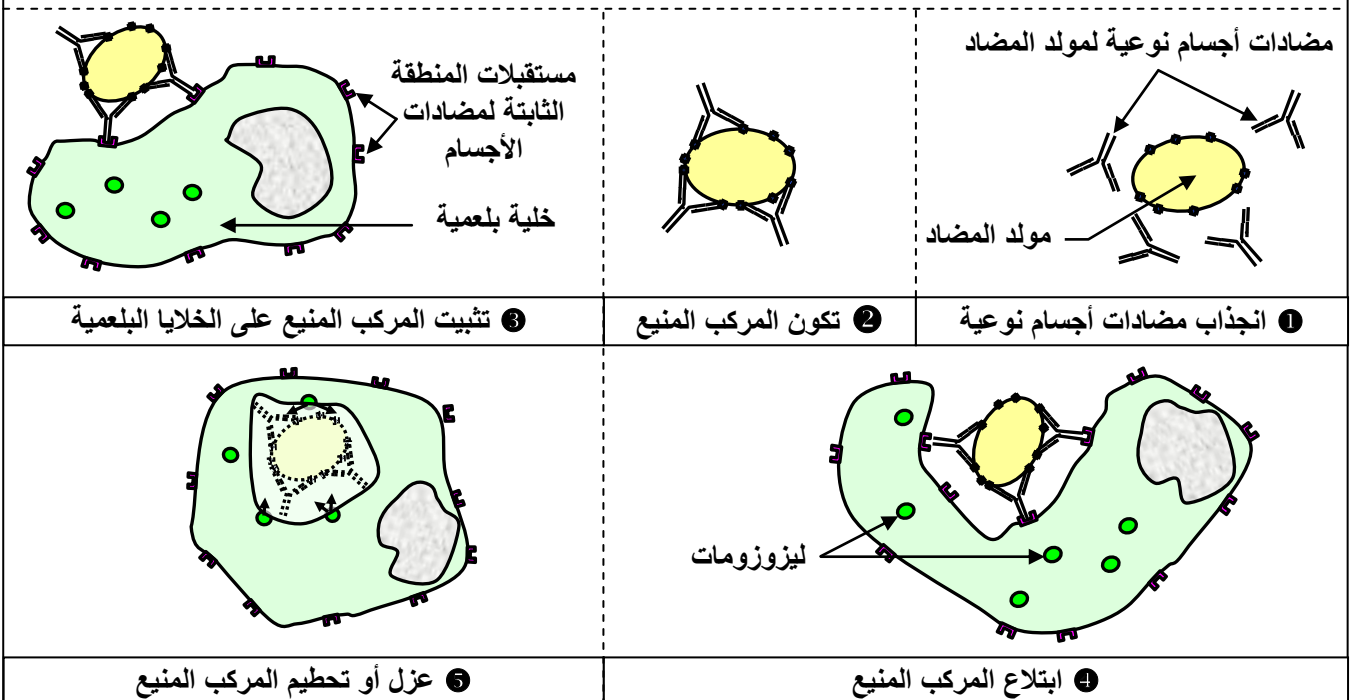 مضادات أجسام نوعية لمولد المضاد
مولد المضاد
مستقبلات المنطقة
الثابتة لمضادات
الأجسام
خلية بلعمية
❶ انجذاب مضادات أجسام نوعية
❷ تكون المركب المنيع
❸ تثبيت المركب المنيع على الخلايا البلعمية
ليزوزومات
❹ ابتلاع المركب المنيع
❺ عزل أو تحطيم المركب المنيع